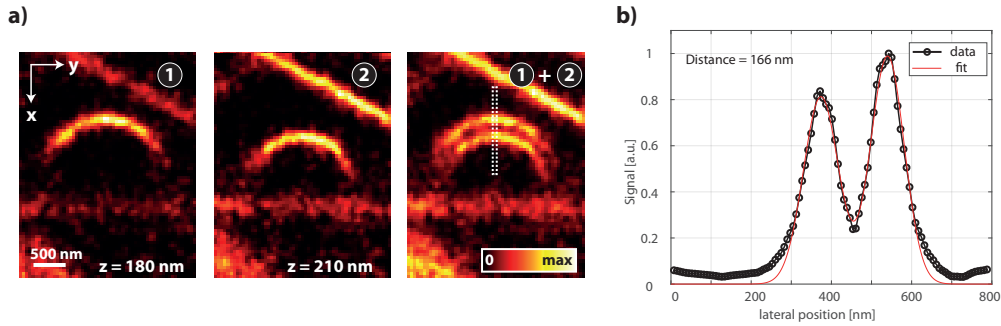 a)
y
x
1
500 nm
z = 180 nm
2
z = 210 nm
1 + 2
0 max
b)
Distance = 166 nm
data
fit
Signal [a.u.]
1
0.8
0.6
0.4
0.2
0
0 200 400 600 800
lateral position [nm]